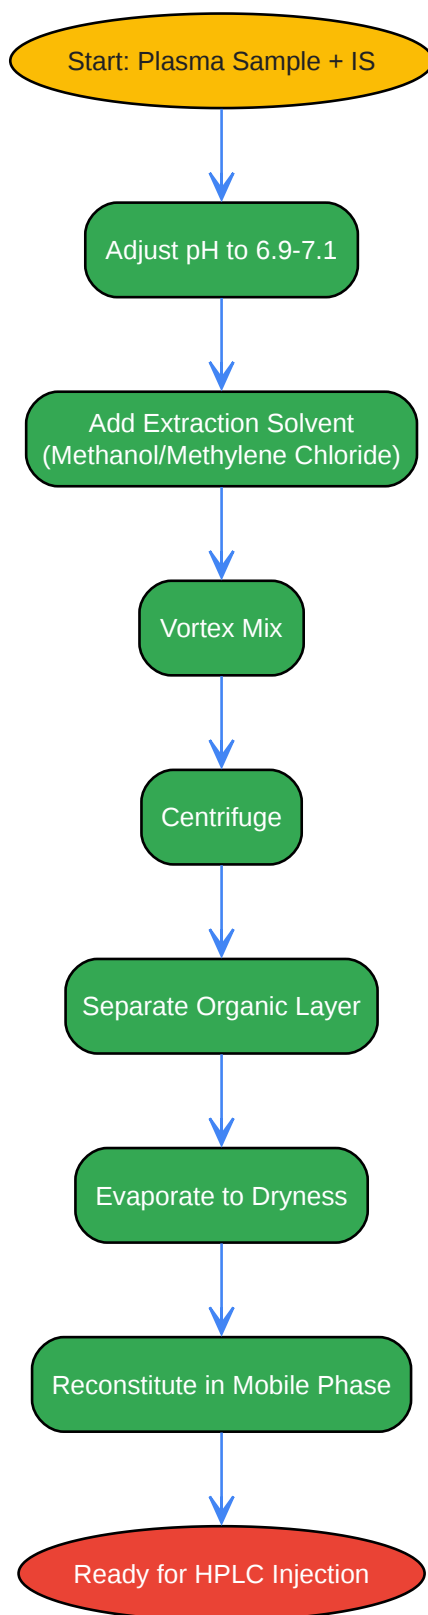 Start: Plasma Sample + IS
Adjust pH to 6.9-7.1
Add Extraction Solvent
(Methanol/Methylene Chloride)
Vortex Mix
Centrifuge
Separate Organic Layer
Evaporate to Dryness
Reconstitute in Mobile Phase
Ready for HPLC Injection